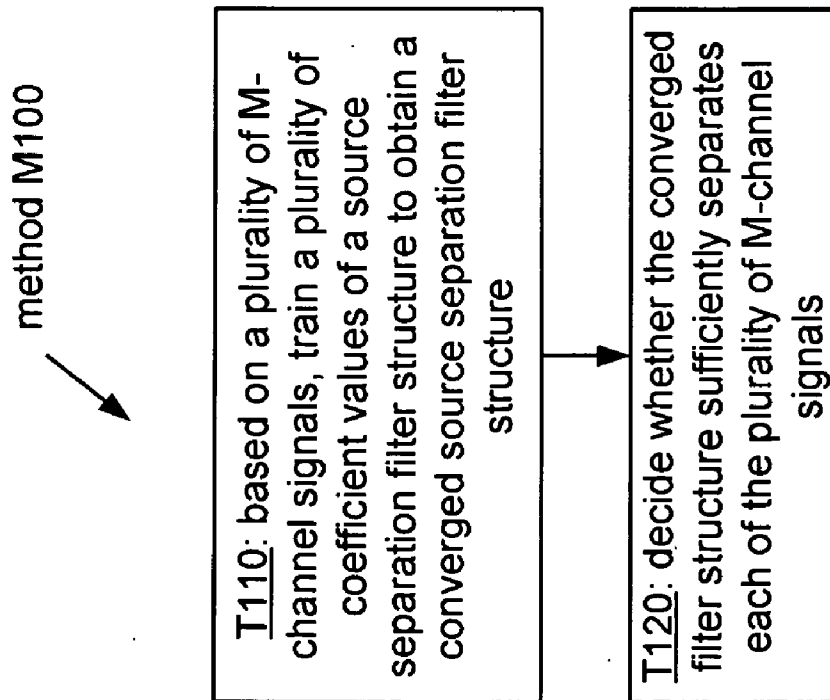 method M100
T110: based on a plurality of M-
channel signals, train a plurality of
coefficient values of a source
separation filter structure to obtain a
converged source separation filter
structure
T120: decide whether the converged
filter structure sufficiently separates
each of the plurality of M-channel
signals